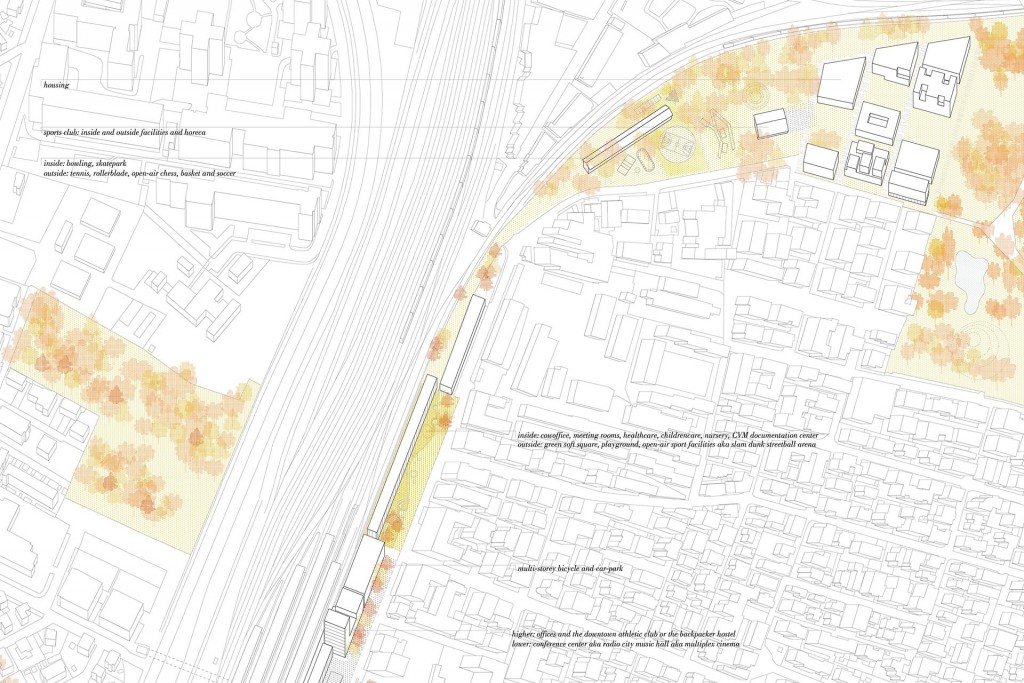 housing
sports club: inside and outside facilities and horeca
inside: bowling, skatepark
outside: tennis, rollerblade, open-air chess, basket and soccer
inside: cowoffice, meeting rooms, healthcare, childrencare, nursery, CVM documentation center
outside: green soft square, playground, open-air sport facilities aka slam dunk streetball arena
multi-storey bicycle and car-park
higher: offices and the downtown athletic club or the backpacker hostel
lower: conference center aka radio city music hall aka multiplex cinema